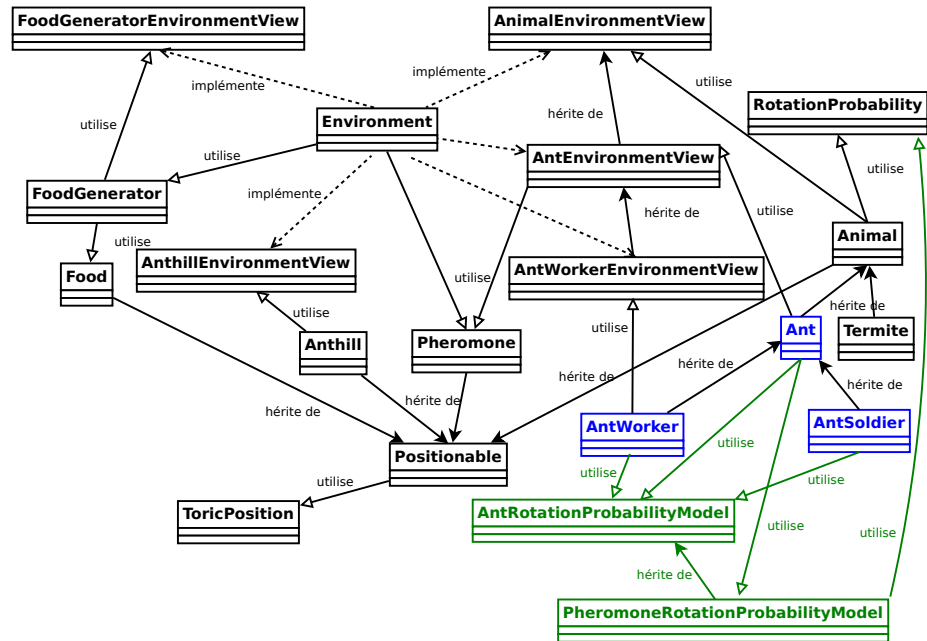 FoodGeneratorEnvironmentView
AnimalEnvironmentView
utilise
implémente
RotationProbability
hérite de
Environment
utilise
utilise
AntEnvironmentView
utilise
FoodGenerator
implémente
hérite de
utilise
Animal
utilise
AnthillEnvironmentView
utilise
AntWorkerEnvironmentView
Food
utilise
utilise
hérite de
Anthill
Pheromone
Ant
Termite
hérite de
hérite de
hérite de
hérite de
hérite de
AntWorker
AntSoldier
utilise
Positionable
utilise
utilise
utilise
ToricPosition
AntRotationProbabilityModel
utilise
utilise
hérite de
PheromoneRotationProbabilityModel